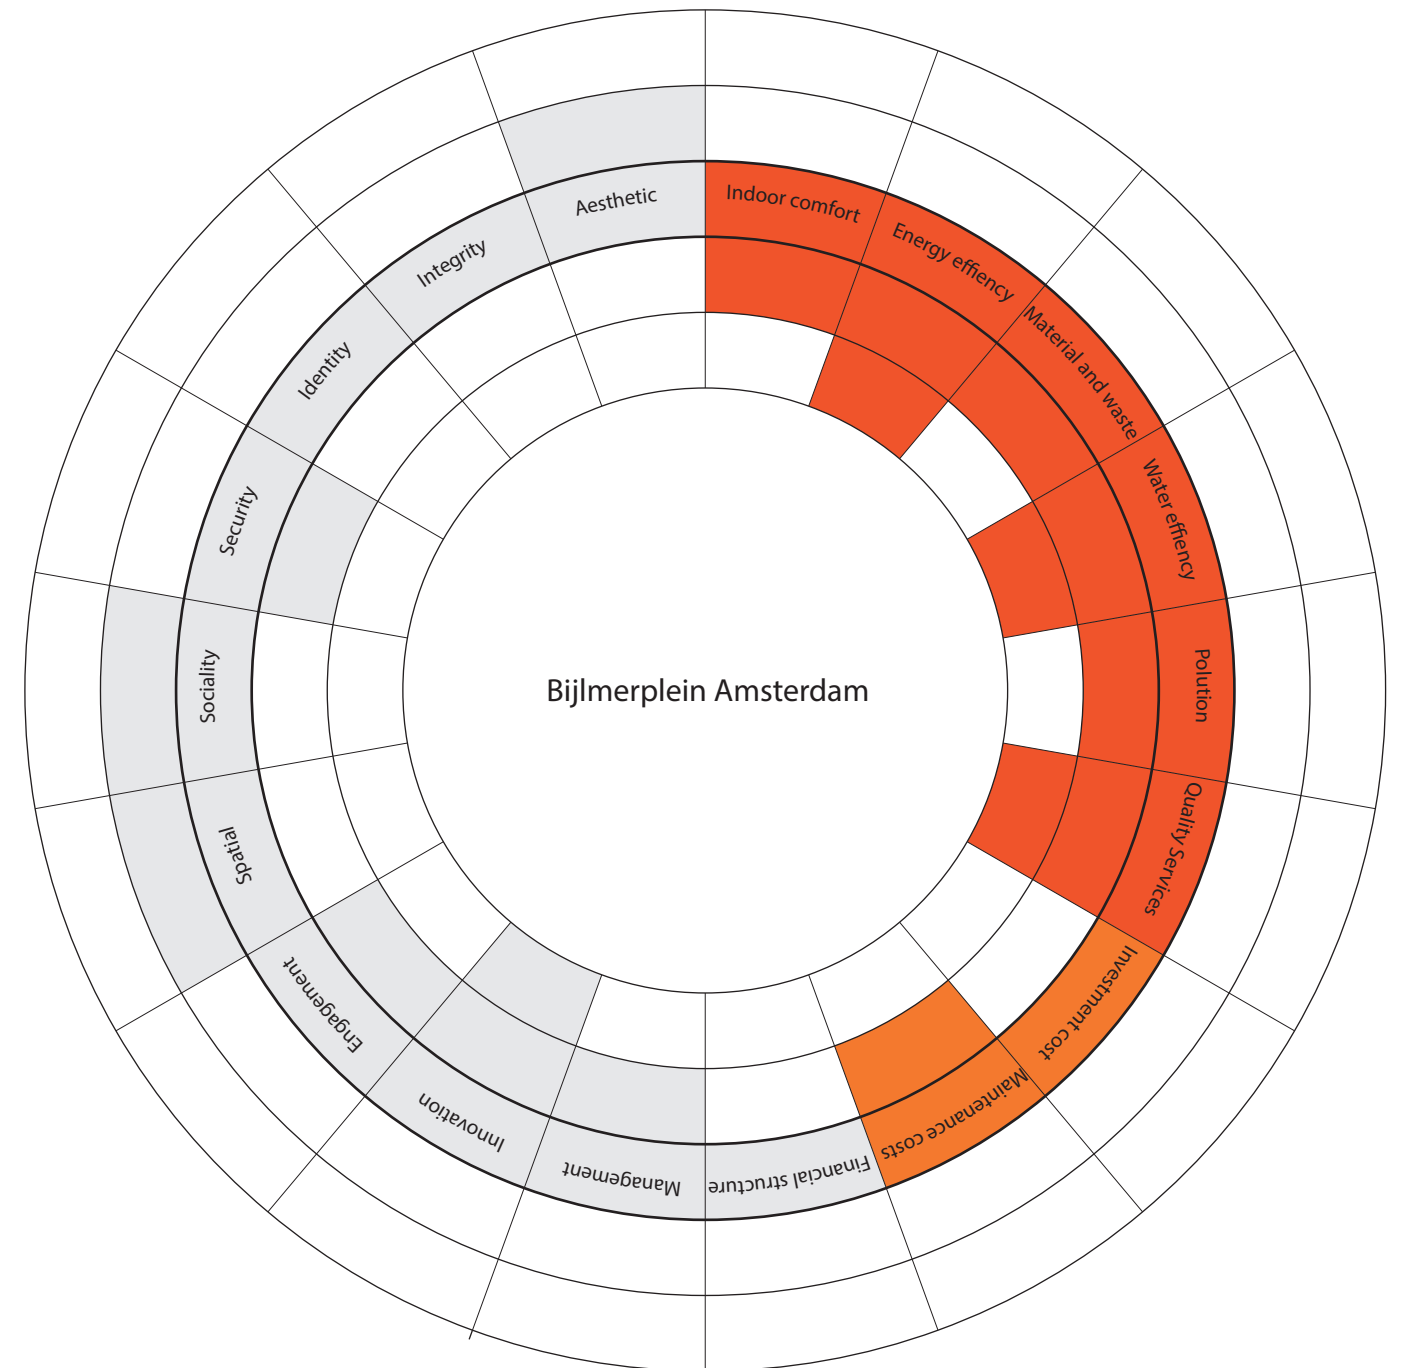 Aesthetic
Indoor comfort
Energy effiency
Material and waste
Water effiency
Polution
Quality Services
Investment cost
Maintenance costs
Financial structure
Management
Innovation
Engagement
Spatial
Sociality
Security
Identity
Integrity
Bijlmerplein Amsterdam